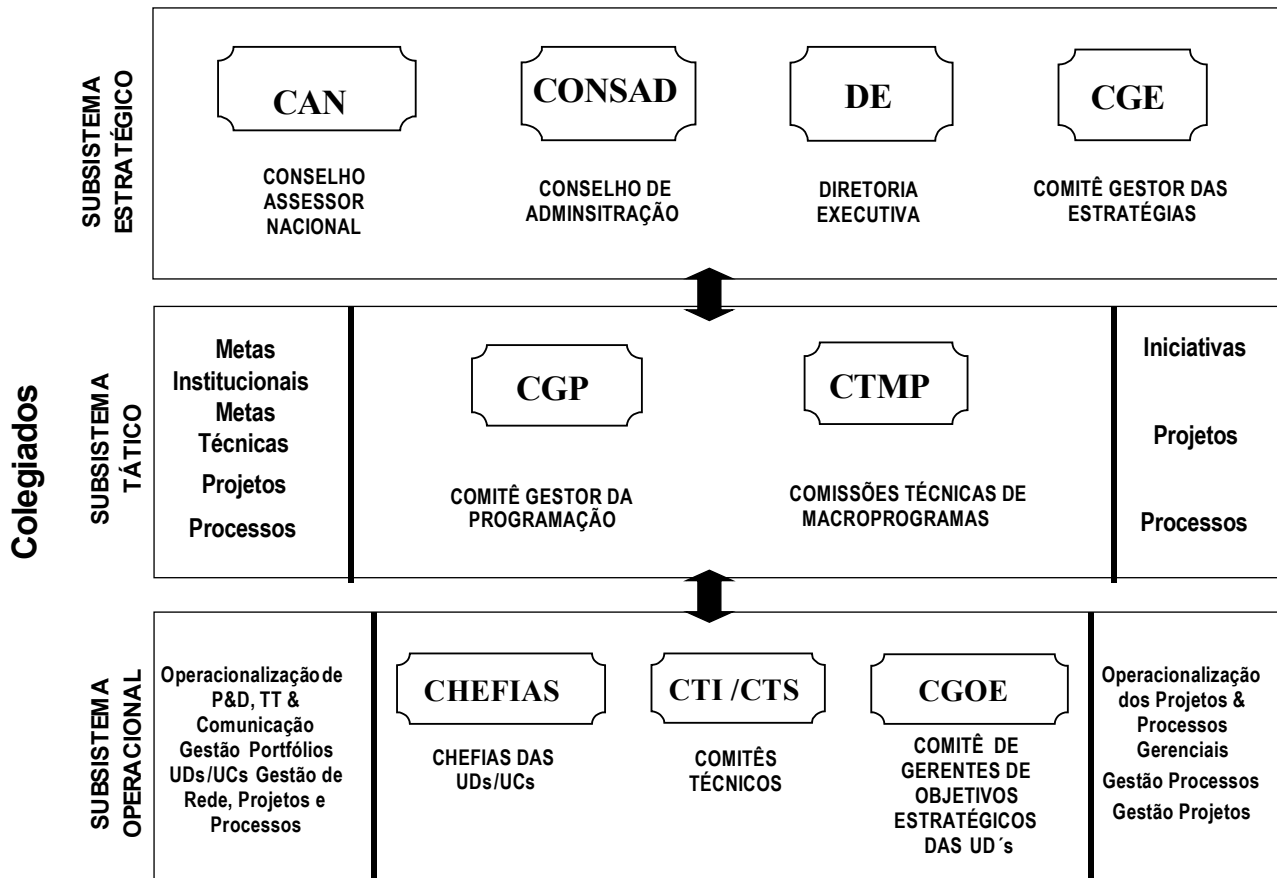 Colegiados
SUBSISTEMA
ESTRATÉGICO
CAN
CONSELHO
ASSESSOR
NACIONAL
CONSAD
CONSELHO DE
ADMINSITRAÇÃO
DE
DIRETORIA
EXECUTIVA
CGE
COMITÊ GESTOR DAS
ESTRATÉGIAS
SUBSISTEMA
TÁTICO
Metas
Institucionais
Metas
Técnicas
Projetos
Processos
CGP
COMITÊ GESTOR DA
PROGRAMAÇÃO
CTMP
COMISSÕES TÉCNICAS DE
MACROPROGRAMAS
Iniciativas
Projetos
Processos
SUBSISTEMA
OPERACIONAL
Operacionalização de
P&D, TT &
Comunicação
Gestão Portfólios
UDs/UCs Gestão de
Rede, Projetos e
Processos
CHEFIAS
CHEFIAS DAS
UDs/UCs
CTI /CTS
COMITÊS
TÉCNICOS
CGOE
COMITÊ DE
GERENTES DE
OBJETIVOS
ESTRATÉGICOS
DAS UD´s
Operacionalização
dos Projetos &
Processos
Gerenciais
Gestão Processos
Gestão Projetos